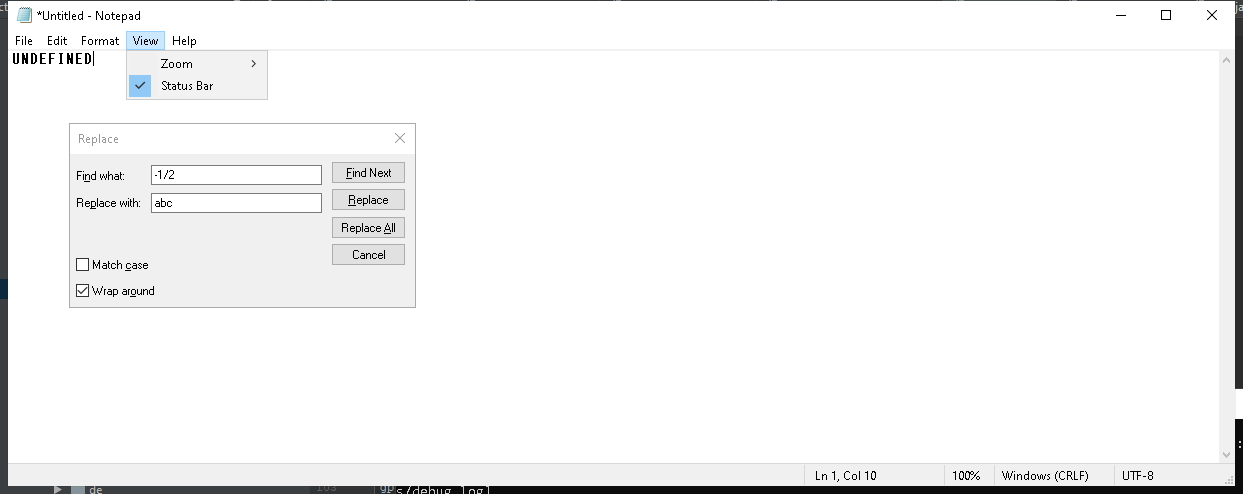 *Untitled - Notepad
File Edit Format View Help
UNDEFINED
Zoom
Status Bar
Replace
Find what: -1/2 Find Next
Replace with: abc Replace
Replace All
Cancel
Match case
Wrap around
Ln 1, Col 10 100% Windows (CRLF) UTF-8
de 103